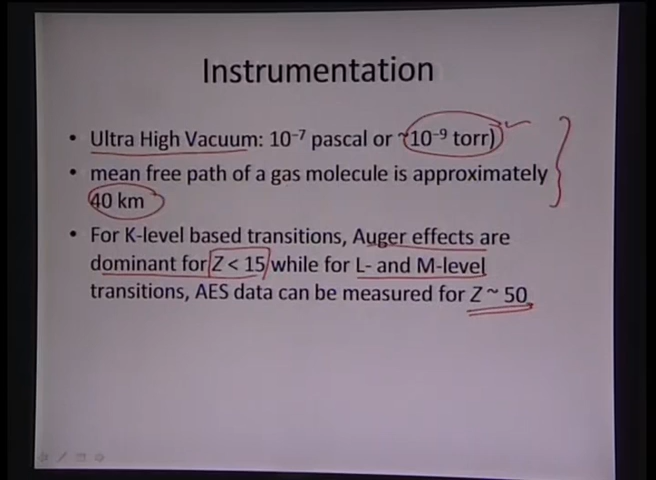 Instrumentation
• Ultra High Vacuum: 10⁻⁷ pascal or ~10⁻⁹ torr)
• mean free path of a gas molecule is approximately
40 km
• For K-level based transitions, Auger effects are
dominant for Z < 15 while for L- and M-level
transitions, AES data can be measured for Z ~ 50.